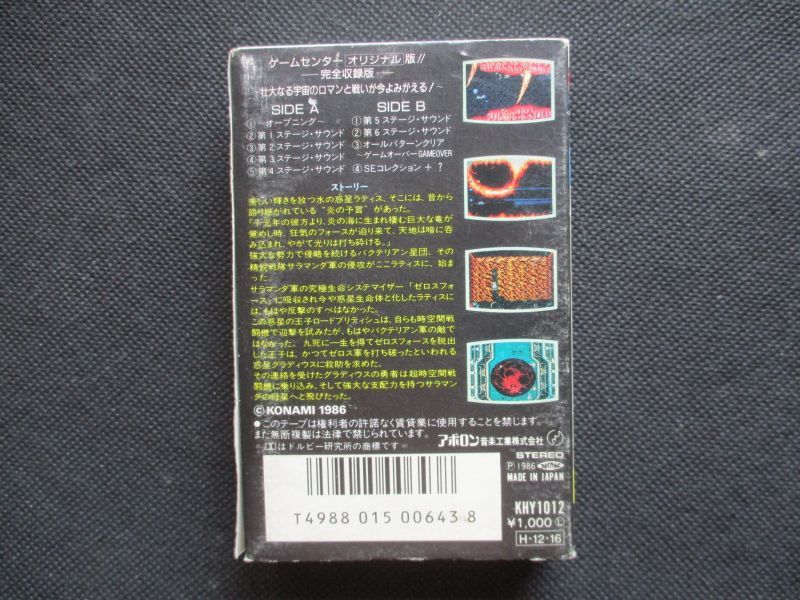 ゲームセンターオリジナル版!!
―完全収録版―
〜壮大なる宇宙のロマンと戦いが今よみがえる!〜
SIDE A
①〜オープニング〜
②第1ステージ・サウンド
③第2ステージ・サウンド
④第3ステージ・サウンド
⑤第4ステージ・サウンド
SIDE B
①第5ステージ・サウンド
②第6ステージ・サウンド
③オールパターンクリア
〜ゲームオーバーGAMEOVER
④SEコレクション+?
ストーリー
美しい輝きを放つ水の惑星ラティス、そこには、昔から
語り継がれている“炎の予言”があった。
「千光年の彼方より、炎の海に生まれ棲む巨大な竜が
覚めし時、狂気のフォースが迫り来て、天地は暗に呑
み込まれ、やがて光りは打ち砕ける。」
強大な勢力で侵略を続けるバクテリアン星団、その
精鋭戦隊サラマンダ軍の侵攻がここラティスに、始ま
った。
サラマンダ軍の究極生命システマイザー「ゼロスフォ
ース」に吸収され今や惑星生命体と化したラティスに
は、もはや反撃のすべはなかった。
この惑星の王子ロードブリティシュは、自らも時空間戦
闘機で迎撃を試みたが、もはやバクテリアン軍の敵で
はなかった。九死に一生を得てゼロスフォースを脱出
した王子は、かつてゼロス軍を打ち破ったといわれる
惑星グラディウスに救助を求めた。
その連絡を受けたグラディウスの勇者は超時空間戦
闘機に乗り込み、そして強大な支配力を持つサラマン
ダの母星へと飛びたった。
©KONAMI 1986
●このテープは権利者の許諾なく賃貸業に使用することを禁じます。
また無断複製は法律で禁じられています。
はドルビー研究所の商標です
アポロン音楽工業株式会社
STEREO
Ⓟ1986
MADE IN JAPAN
KHY1012
¥1,000Ⓛ
H・12・16
T4988 015 00643 8